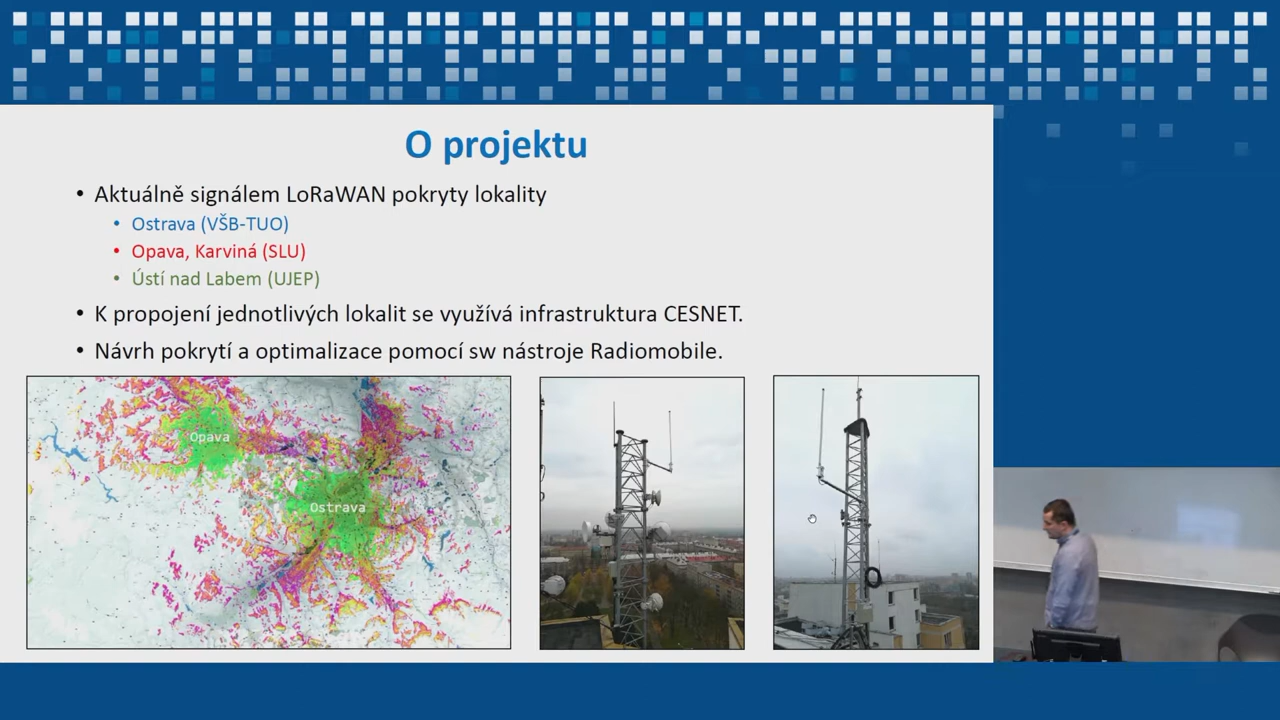 O projektu
• Aktuálně signálem LoRaWAN pokryty lokality
• Ostrava (VŠB-TUO)
• Opava, Karviná (SLU)
• Ústí nad Labem (UJEP)
• K propojení jednotlivých lokalit se využívá infrastruktura CESNET.
• Návrh pokrytí a optimalizace pomocí sw nástroje Radiomobile.
Opava
Ostrava